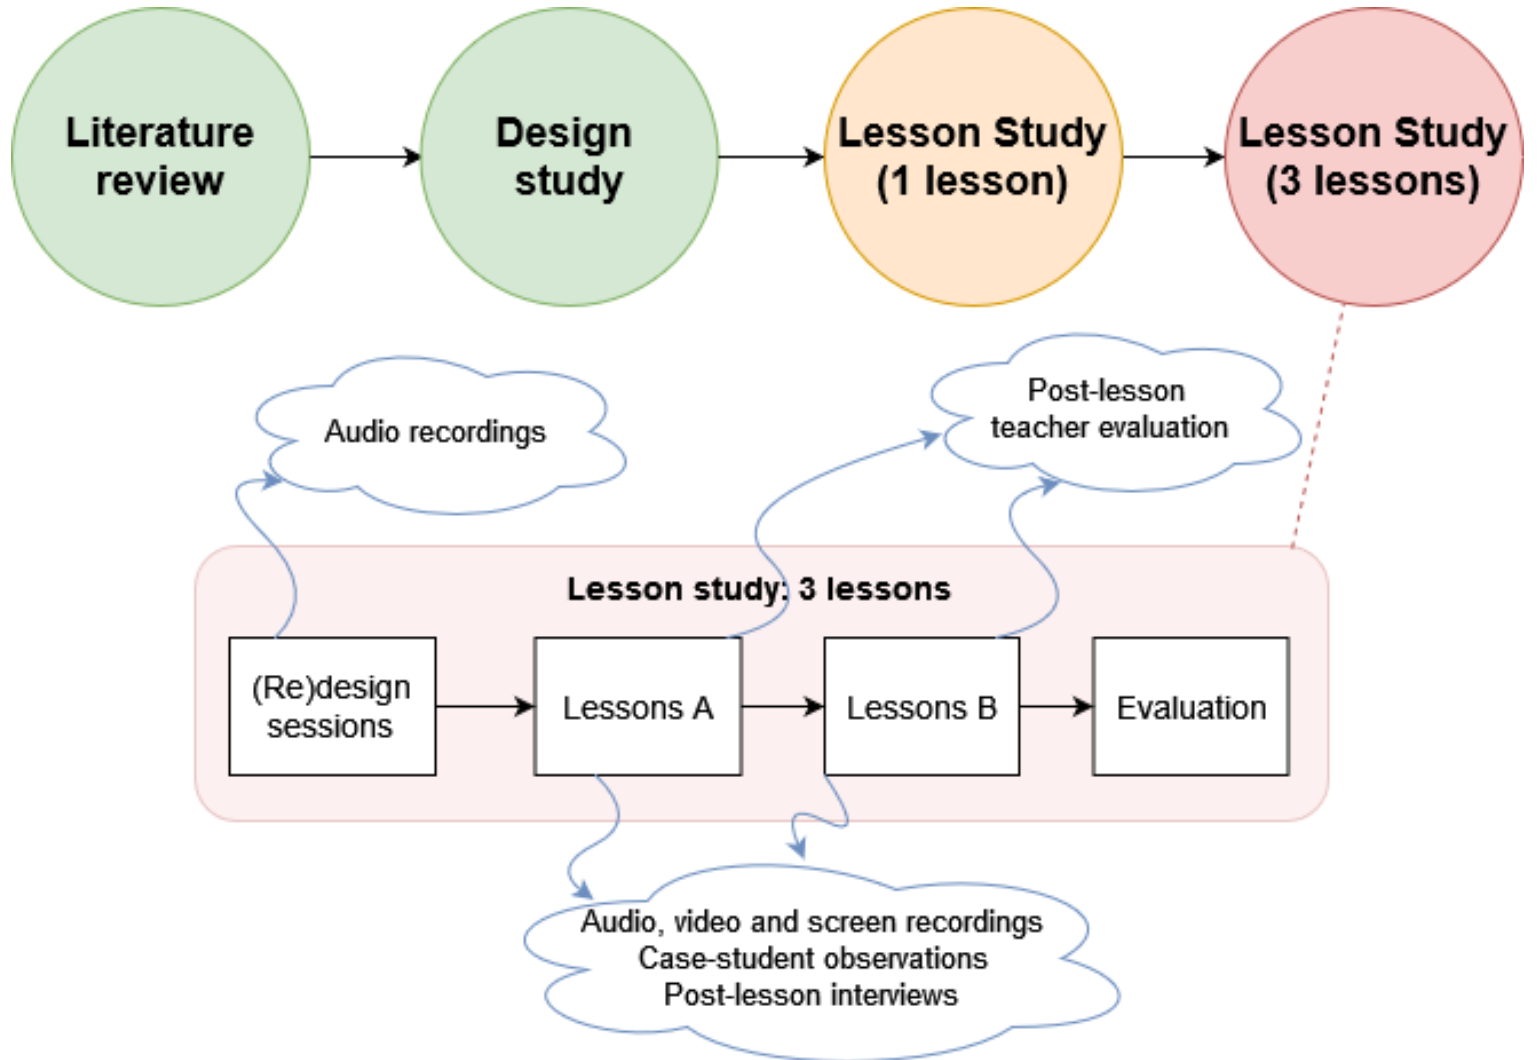 Literature
review
Design
study
Lesson Study
(1 lesson)
Lesson Study
(3 lessons)
Audio recordings
Post-lesson
teacher evaluation
Lesson study: 3 lessons
(Re)design
sessions
Lessons A
Lessons B
Evaluation
Audio, video and screen recordings
Case-student observations
Post-lesson interviews